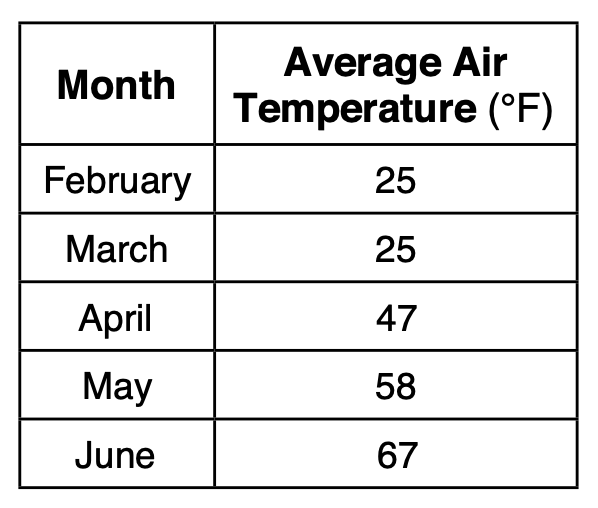 Month
Average Air
Temperature (°F)
February 25
March 25
April 47
May 58
June 67